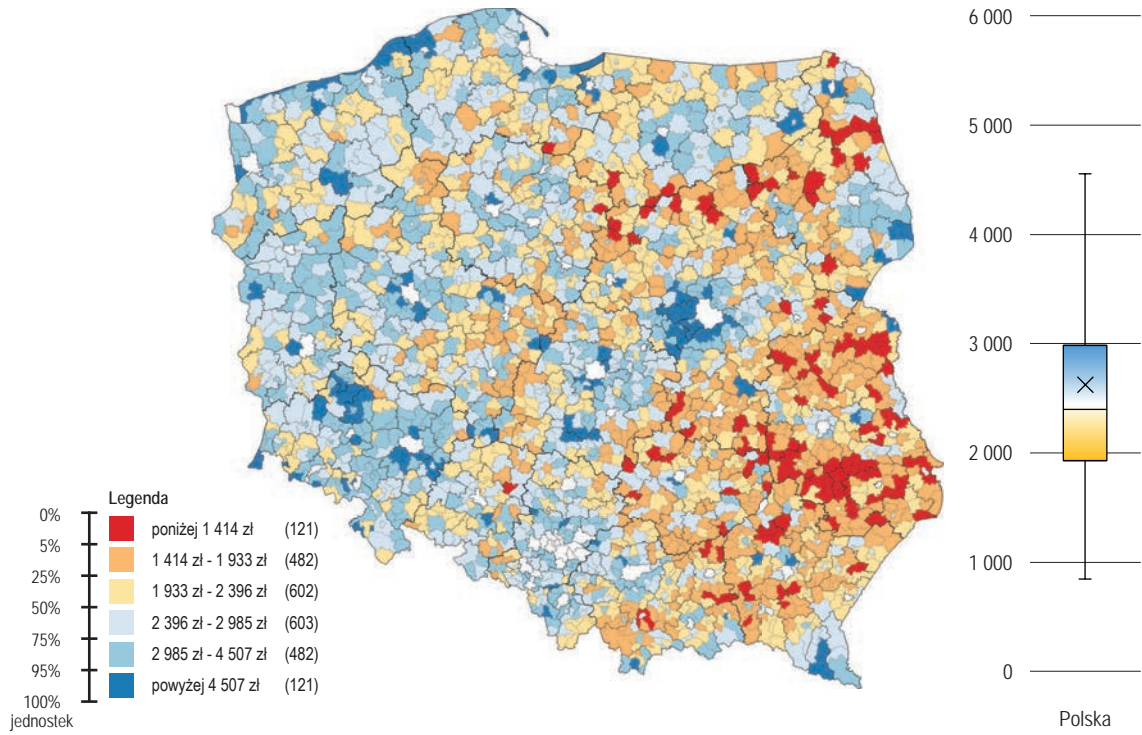 Legenda
0%
5%
25%
50%
75%
95%
100%
jednostek
poniżej 1 414 zł (121)
1 414 zł - 1 933 zł (482)
1 933 zł - 2 396 zł (602)
2 396 zł - 2 985 zł (603)
2 985 zł - 4 507 zł (482)
powyżej 4 507 zł (121)
6 000
5 000
4 000
3 000
2 000
1 000
0
Polska